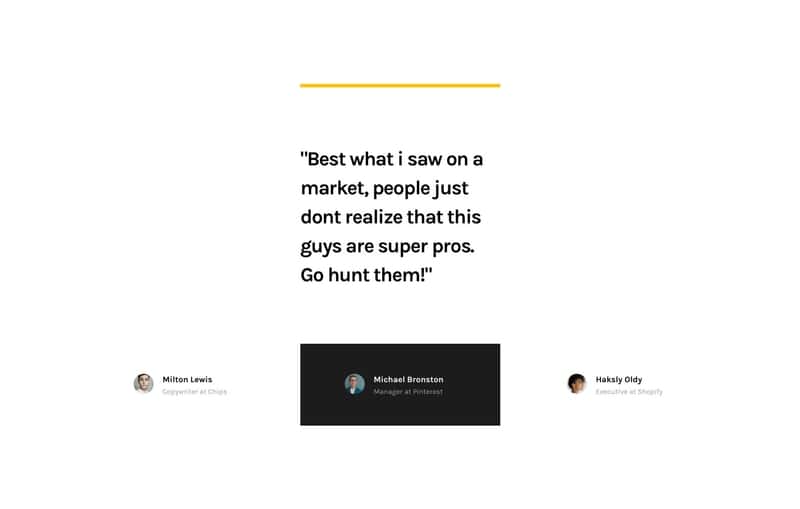 "Best what i saw on a
market, people just
dont realize that this
guys are super pros.
Go hunt them!"
Milton Lewis
Copywriter at Chips
Michael Bronston
Manager at Pinterest
Haksly Oldy
Executive at Shopify